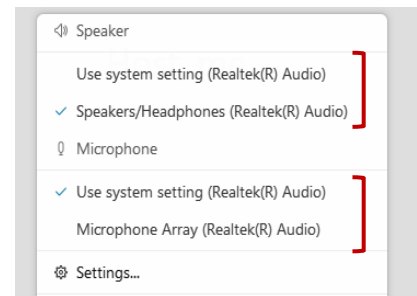 Speaker
Use system setting (Realtek(R) Audio)
Speakers/Headphones (Realtek(R) Audio)
Microphone
Use system setting (Realtek(R) Audio)
Microphone Array (Realtek(R) Audio)
Settings...